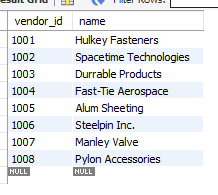 Result Grid Filter Rows:
vendor_id name
1001 Hulkey Fasteners
1002 Spacetime Technologies
1003 Durrable Products
1004 Fast-Tie Aerospace
1005 Alum Sheeting
1006 Steelpin Inc.
1007 Manley Valve
1008 Pylon Accessories
NULL NULL